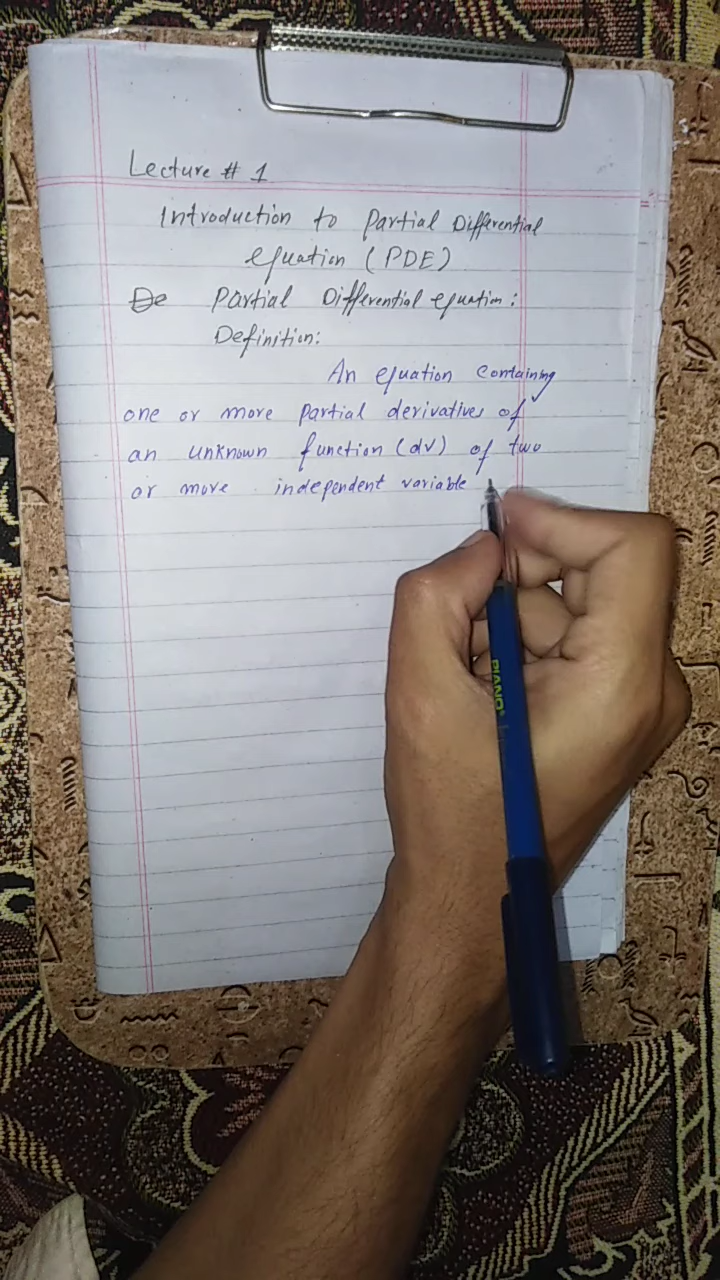 Lecture # 1
Introduction to Partial Differential
equation (PDE)
De Partial Differential equation:
Definition:
An equation containing
one or more partial derivatives of
an unknown function (dv) of two
or more independent variable
PIANO